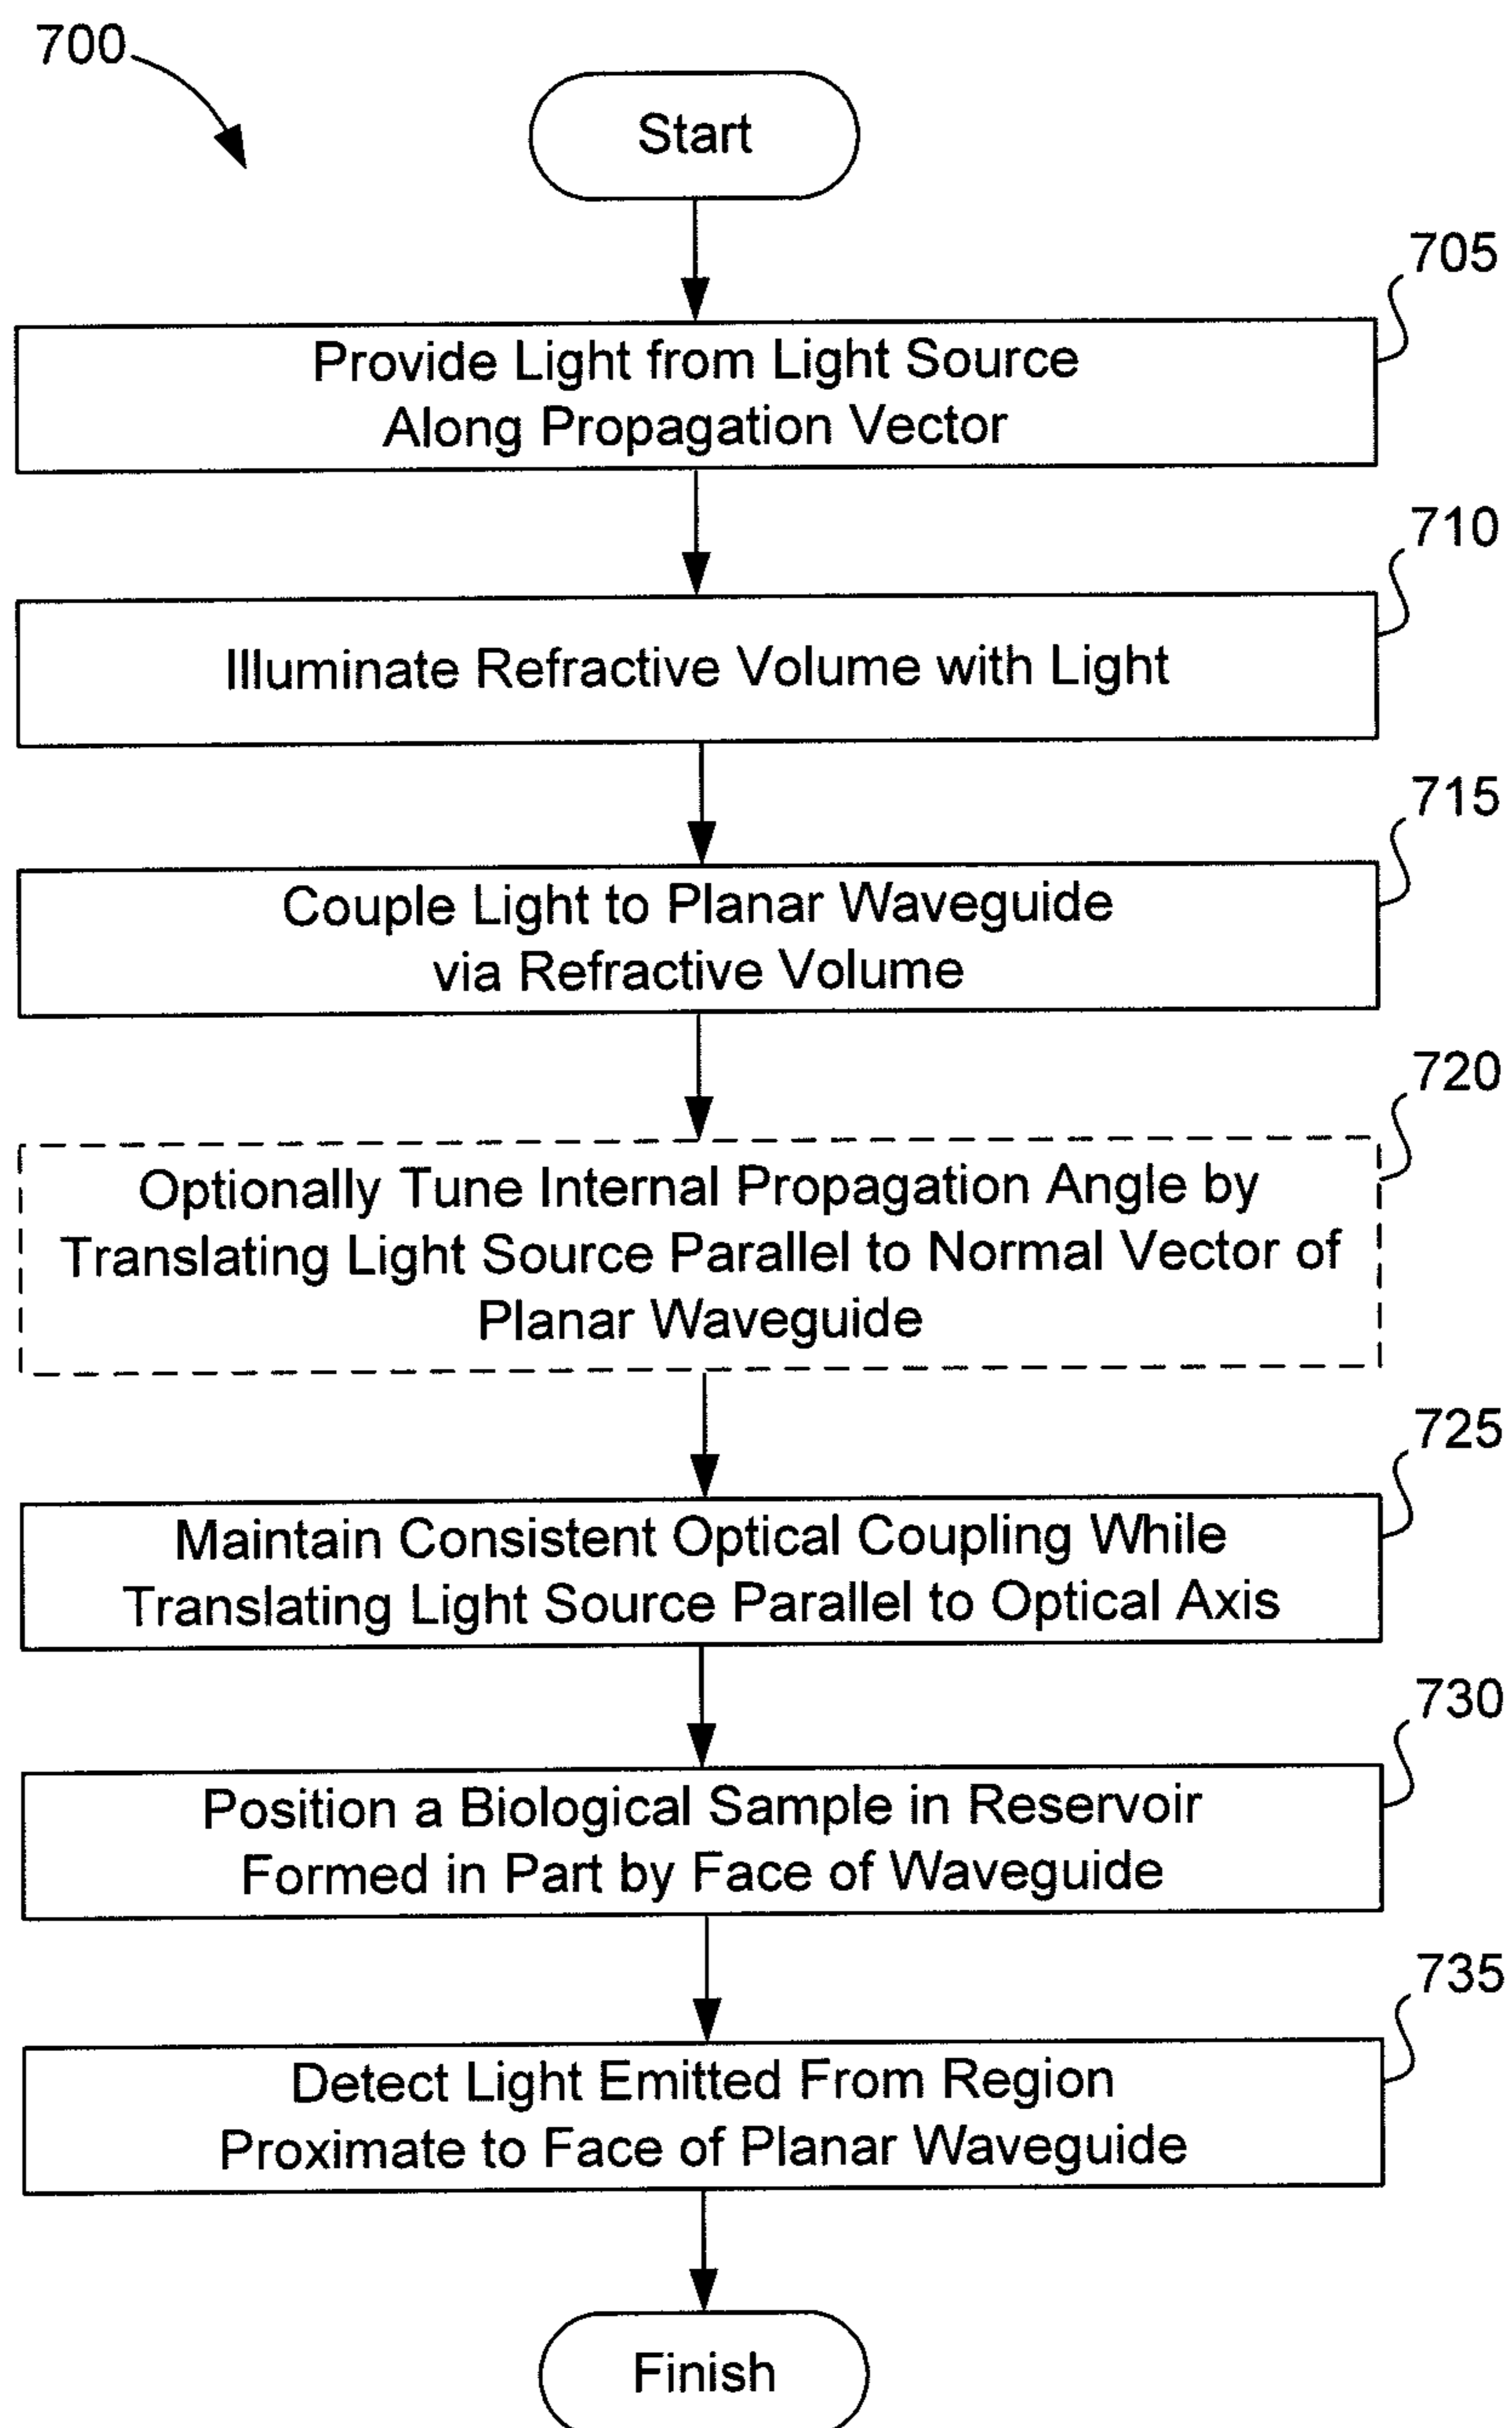 700
Start
705
Provide Light from Light Source
Along Propagation Vector
710
Illuminate Refractive Volume with Light
715
Couple Light to Planar Waveguide
via Refractive Volume
720
Optionally Tune Internal Propagation Angle by
Translating Light Source Parallel to Normal Vector of
Planar Waveguide
725
Maintain Consistent Optical Coupling While
Translating Light Source Parallel to Optical Axis
730
Position a Biological Sample in Reservoir
Formed in Part by Face of Waveguide
735
Detect Light Emitted From Region
Proximate to Face of Planar Waveguide
Finish